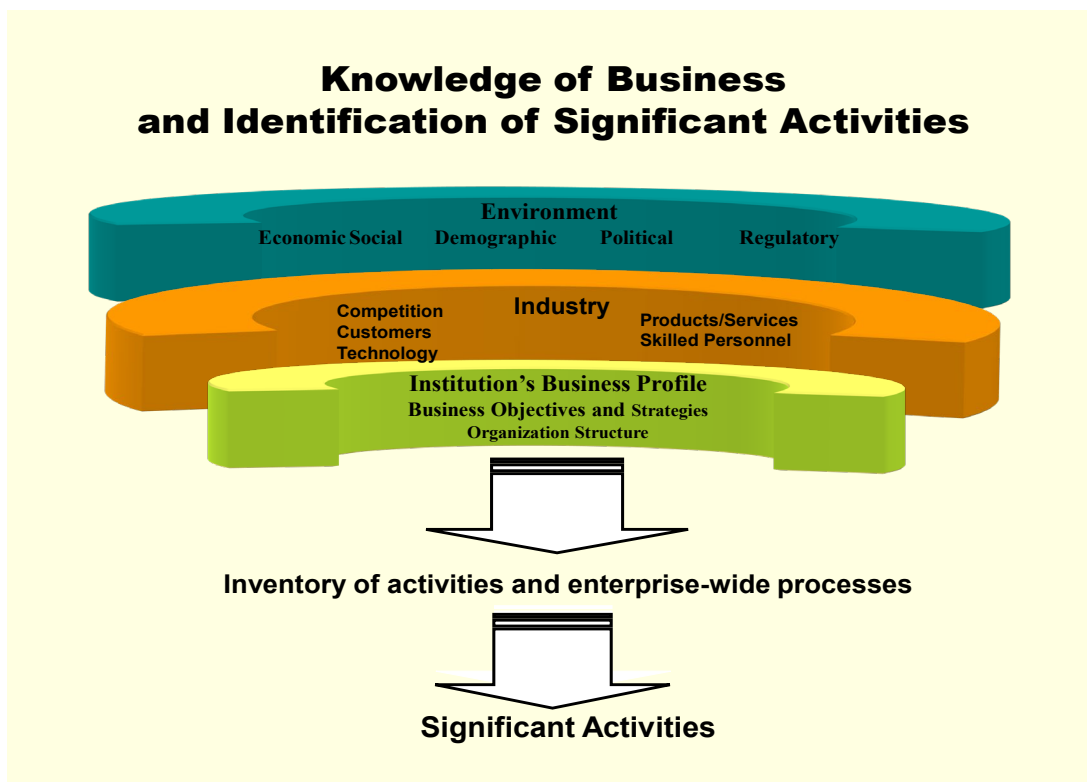 Knowledge of Business
and Identification of Significant Activities
Environment
Economic Social Demographic Political Regulatory
Industry
Competition
Customers
Technology
Products/Services
Skilled Personnel
Institution’s Business Profile
Business Objectives and Strategies
Organization Structure
Inventory of activities and enterprise-wide processes
Significant Activities